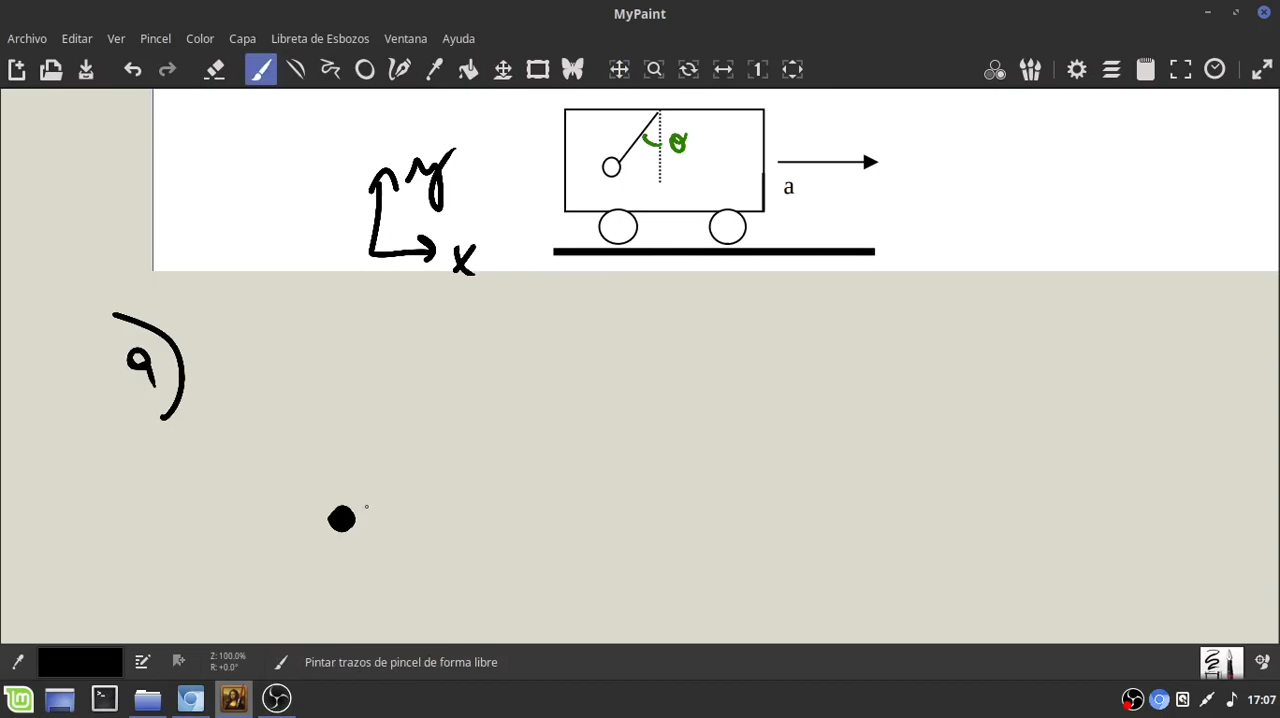 MyPaint
Archivo Editar Ver Pincel Color Capa Libreta de Esbozos Ventana Ayuda
1
θ
y
a
x
a)
Z: 100.0%
R: +0.0°
Pintar trazos de pincel de forma libre
17:07